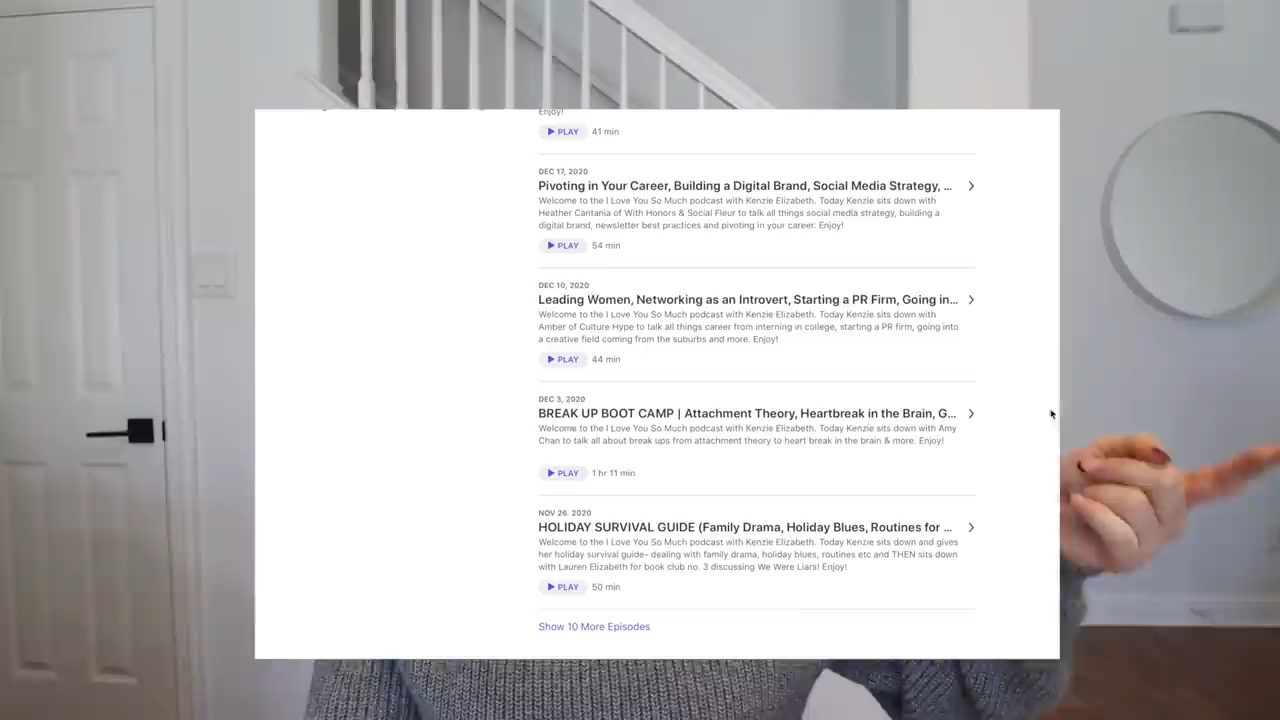 Enjoy!
PLAY 41 min
DEC 17, 2020
Pivoting in Your Career, Building a Digital Brand, Social Media Strategy, ...
Welcome to the I Love You So Much podcast with Kenzie Elizabeth. Today Kenzie sits down with
Heather Cantania of With Honors & Social Fleur to talk all things social media strategy, building a
digital brand, newsletter best practices and pivoting in your career. Enjoy!
PLAY 54 min
DEC 10, 2020
Leading Women, Networking as an Introvert, Starting a PR Firm, Going in...
Welcome to the I Love You So Much podcast with Kenzie Elizabeth. Today Kenzie sits down with
Amber of Culture Hype to talk all things career from interning in college, starting a PR firm, going into
a creative field coming from the suburbs and more. Enjoy!
PLAY 44 min
DEC 3, 2020
BREAK UP BOOT CAMP | Attachment Theory, Heartbreak in the Brain, G...
Welcome to the I Love You So Much podcast with Kenzie Elizabeth. Today Kenzie sits down with Amy
Chan to talk all about break ups from attachment theory to heart break in the brain & more. Enjoy!
PLAY 1 hr 11 min
NOV 26, 2020
HOLIDAY SURVIVAL GUIDE (Family Drama, Holiday Blues, Routines for ...
Welcome to the I Love You So Much podcast with Kenzie Elizabeth. Today Kenzie sits down and gives
her holiday survival guide- dealing with family drama, holiday blues, routines etc and THEN sits down
with Lauren Elizabeth for book club no. 3 discussing We Were Liars! Enjoy!
PLAY 50 min
Show 10 More Episodes